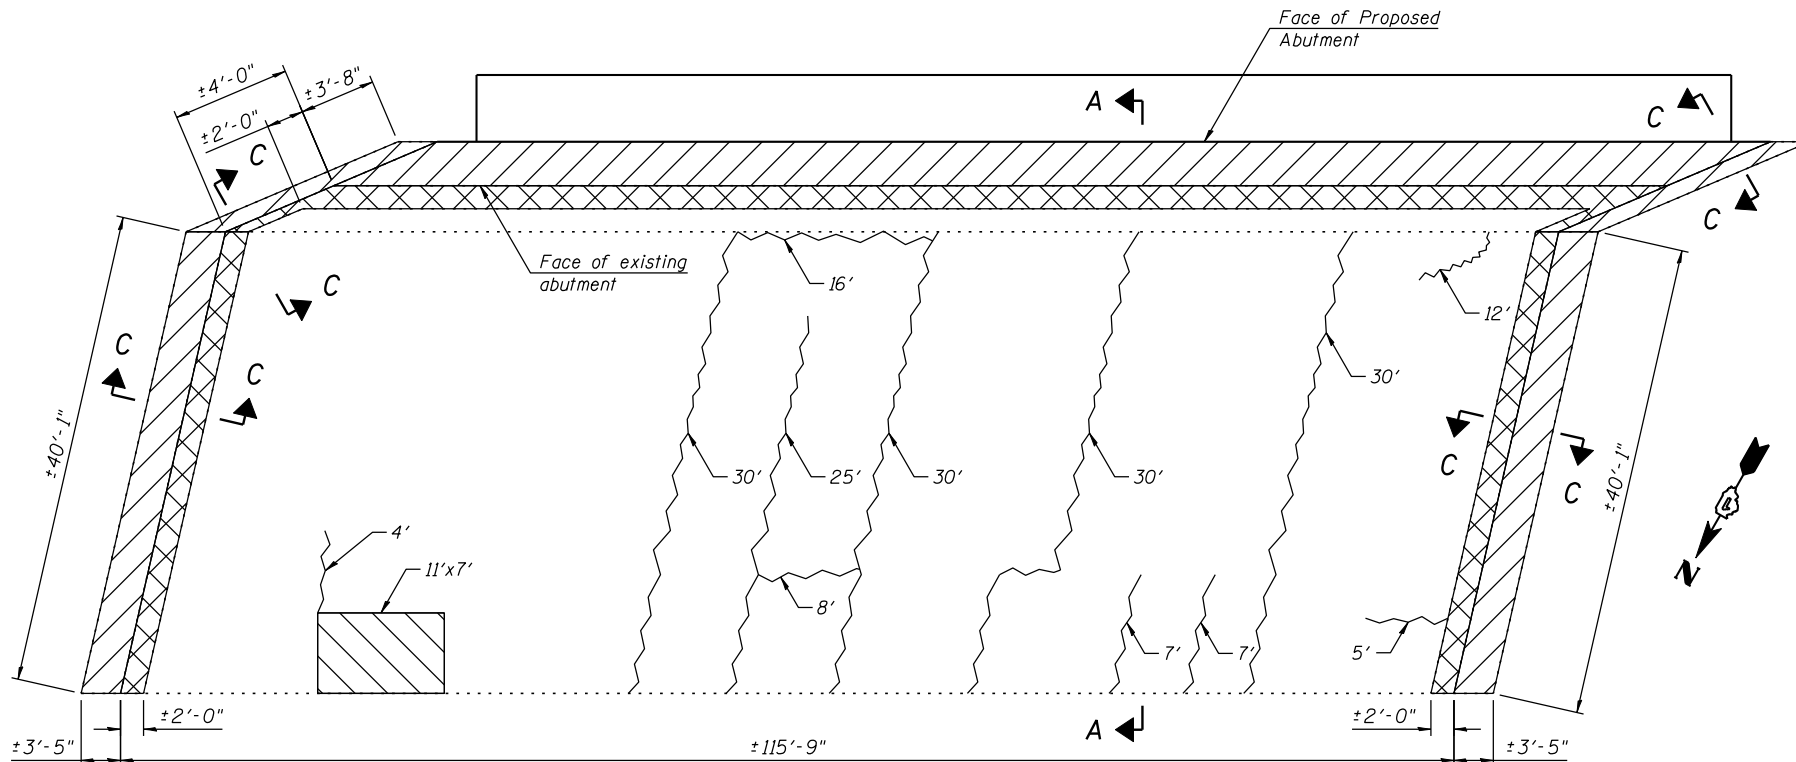 Face of Proposed
Abutment
±4'-0"
±3'-8"
±2'-0"
C
A
C
C
C
Face of existing
abutment
16'
C
12'
C
C
30'
±40'-1"
30'
25'
30'
30'
C
C
±40'-1"
4'
11'x7'
8'
7'
7'
5'
N
±2'-0"
A
±2'-0"
±3'-5"
±115'-9"
±3'-5"